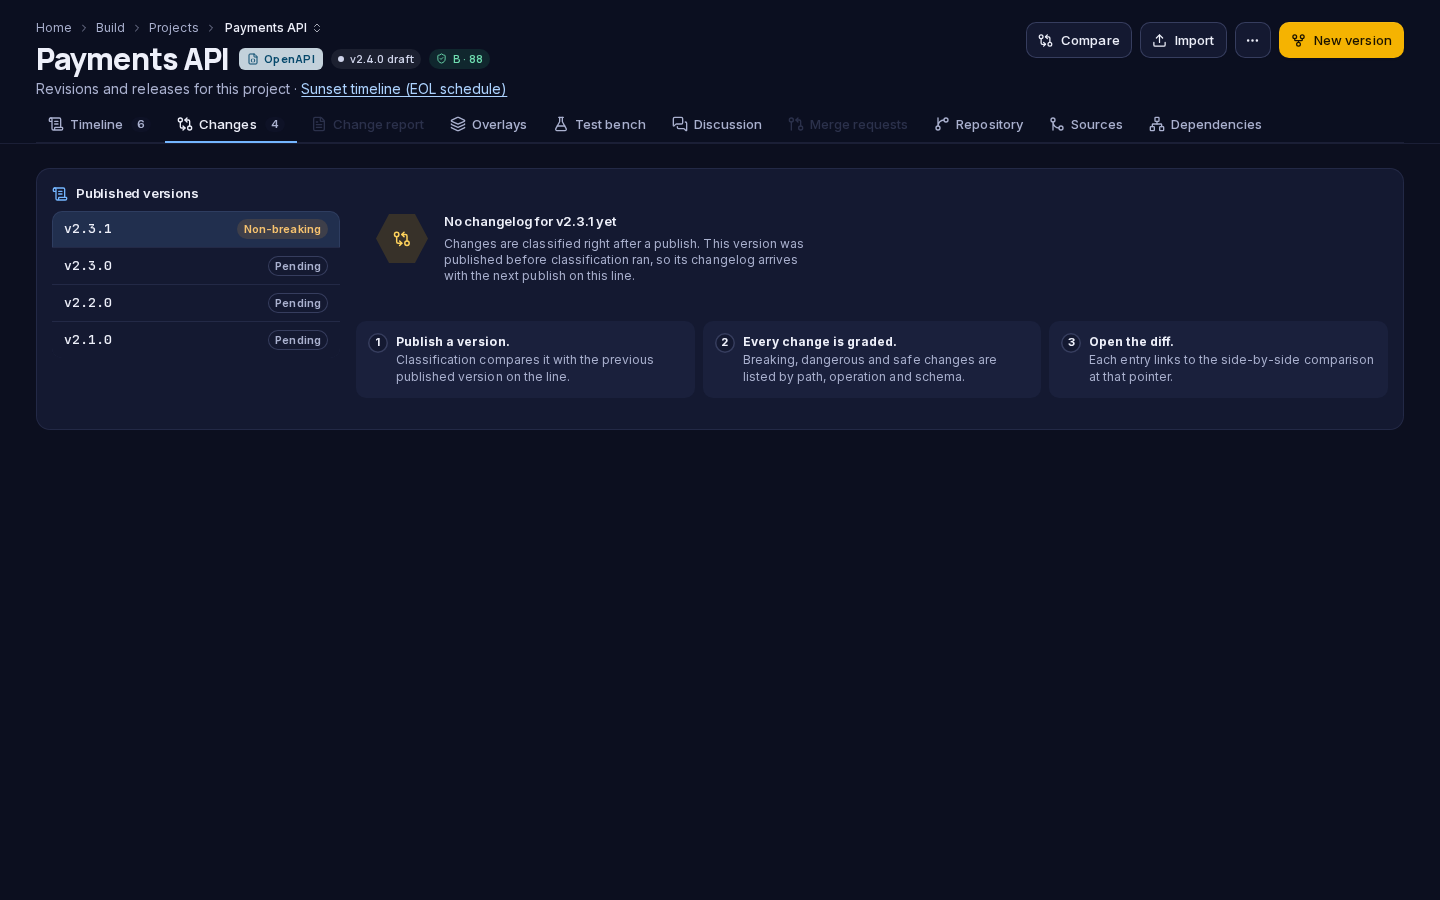 Home
Build
Projects
Payments API
Compare
Import
New version
Payments API
OpenAPI
v2.4.0 draft
B · 88
Revisions and releases for this project · Sunset timeline (EOL schedule)
Timeline 6
Changes 4
Change report
Overlays
Test bench
Discussion
Merge requests
Repository
Sources
Dependencies
Published versions
v2.3.1 Non-breaking
v2.3.0 Pending
v2.2.0 Pending
v2.1.0 Pending
No changelog for v2.3.1 yet
Changes are classified right after a publish. This version was
published before classification ran, so its changelog arrives
with the next publish on this line.
1 Publish a version.
Classification compares it with the previous
published version on the line.
2 Every change is graded.
Breaking, dangerous and safe changes are
listed by path, operation and schema.
3 Open the diff.
Each entry links to the side-by-side comparison
at that pointer.